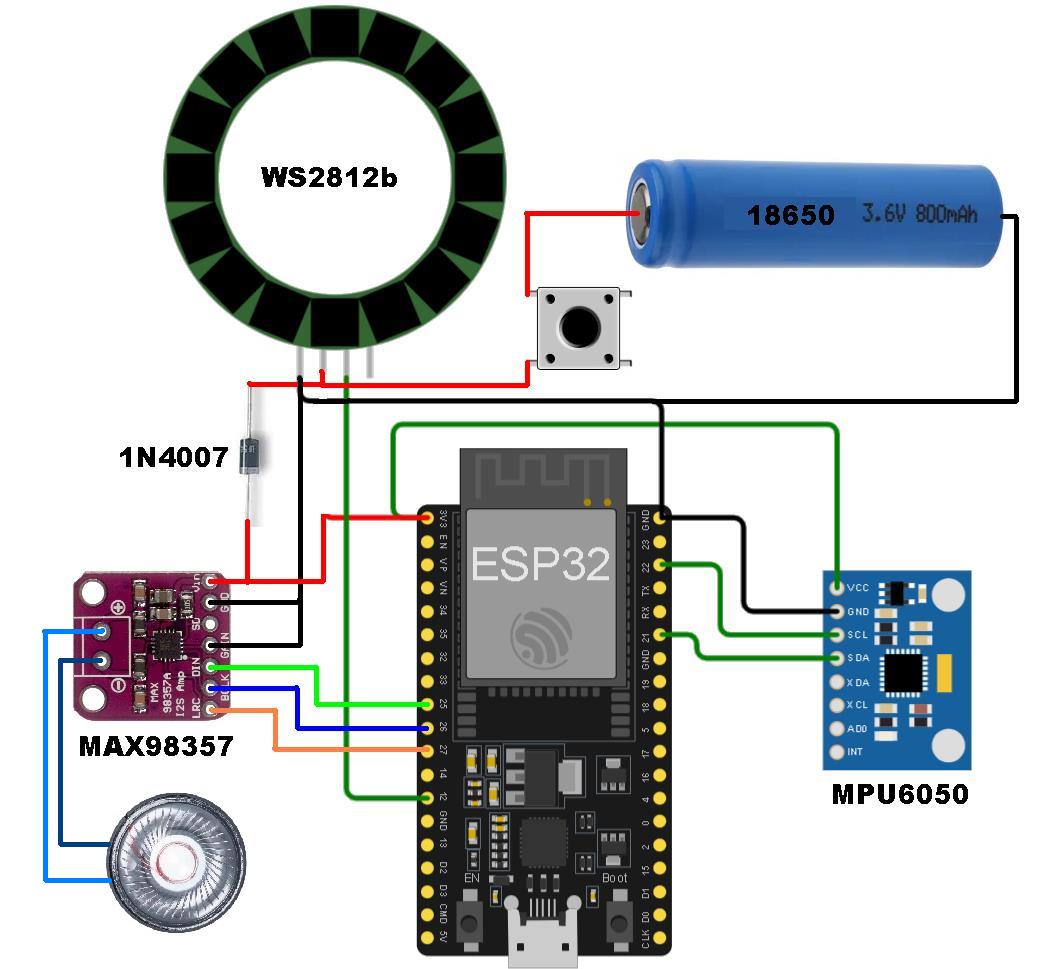 WS2812b
18650 3.6V 800mAh
1N4007
ESP32
3V3
EN
VP
VN
34
35
32
33
25
26
27
14
12
GND
13
D2
D3
CMD
5V
GND
23
22
TX
RX
21
GND
19
18
5
17
16
4
0
2
15
D1
D0
CLK
EN
Boot
Vin
GND
SD
GAIN
DIN
BCLK
LRC
MAX
98357A
I2S Amp
MAX98357
VCC
GND
SCL
SDA
XDA
XCL
AD0
INT
MPU6050